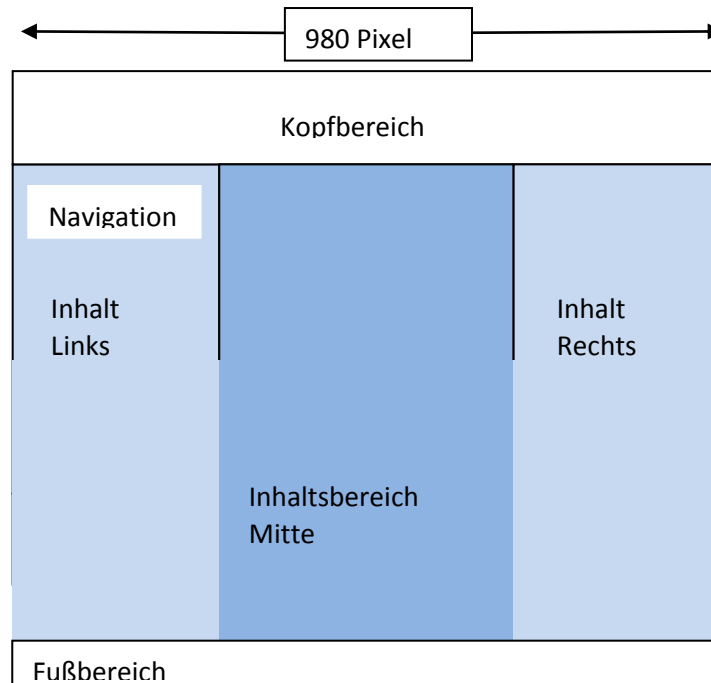 980 Pixel
Kopfbereich
Navigation
Inhalt
Links
Inhalt
Rechts
Inhaltsbereich
Mitte
Fußbereich